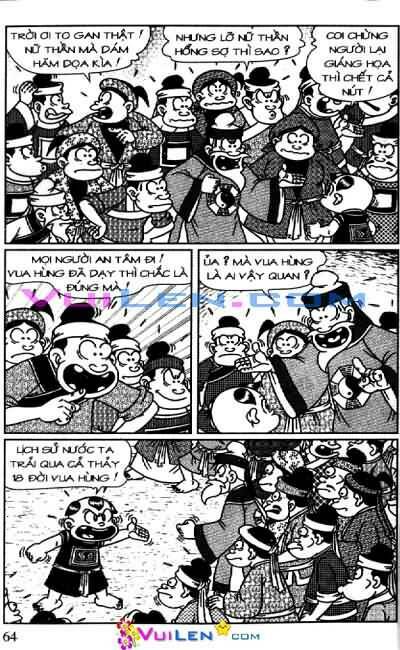 TRỜI ƠI TO GAN THẬT!
NỮ THẦN MÀ DÁM
HĂM DỌA KÌA!
NHƯNG LỠ NỮ THẦN
HỔNG SỢ THÌ SAO?
COI CHỪNG
NGƯỜI LẠI
GIÁNG HỌA
THÌ CHẾT CẢ
NÚT!
MỌI NGƯỜI AN TÂM ĐI!
VUA HÙNG ĐÃ DẠY THÌ CHẮC LÀ
ĐÚNG MÀ
ỦA? MÀ VUA HÙNG
LÀ AI VẬY QUAN?
VUILEN.COM
LỊCH SỬ NƯỚC TA
TRẢI QUA CẢ THẢY
18 ĐỜI VUA HÙNG!
64
VUILEN.COM